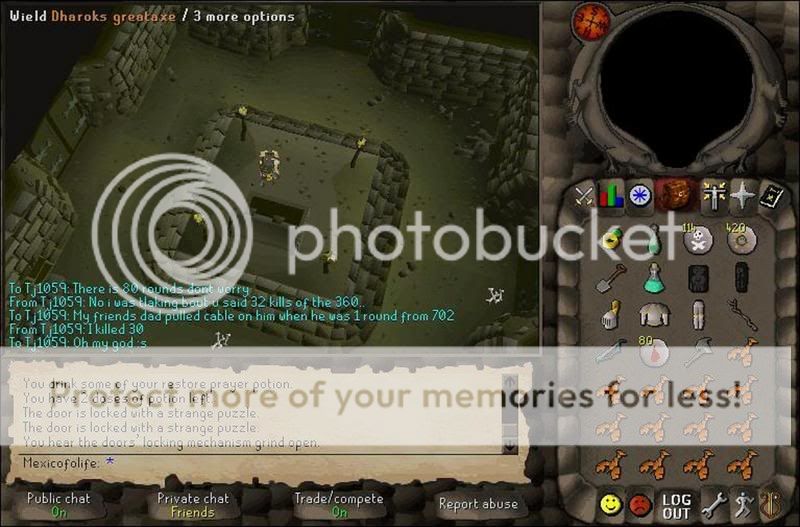 Wield Dharoks greataxe / 3 more options
114
420
photobucket
To Tj1059: There is 80 rounds dont worry
From Tj1059: No i was tlaking bout u said 32 kills of the 360..
To Tj1059: My friends dad pulled cable on him when he was 1 round from 702
From Tj1059: I killed 30
To Tj1059: Oh my god :s
80
Protect more of your memories for less!
You drink some of your restore prayer potion.
You have 2 doses of potion left.
The door is locked with a strange puzzle.
The door is locked with a strange puzzle.
You hear the doors' locking mechanism grind open.
Mexicofolife: *
Public chat
On
Private chat
Friends
Trade/compete
On
Report abuse
LOG
OUT